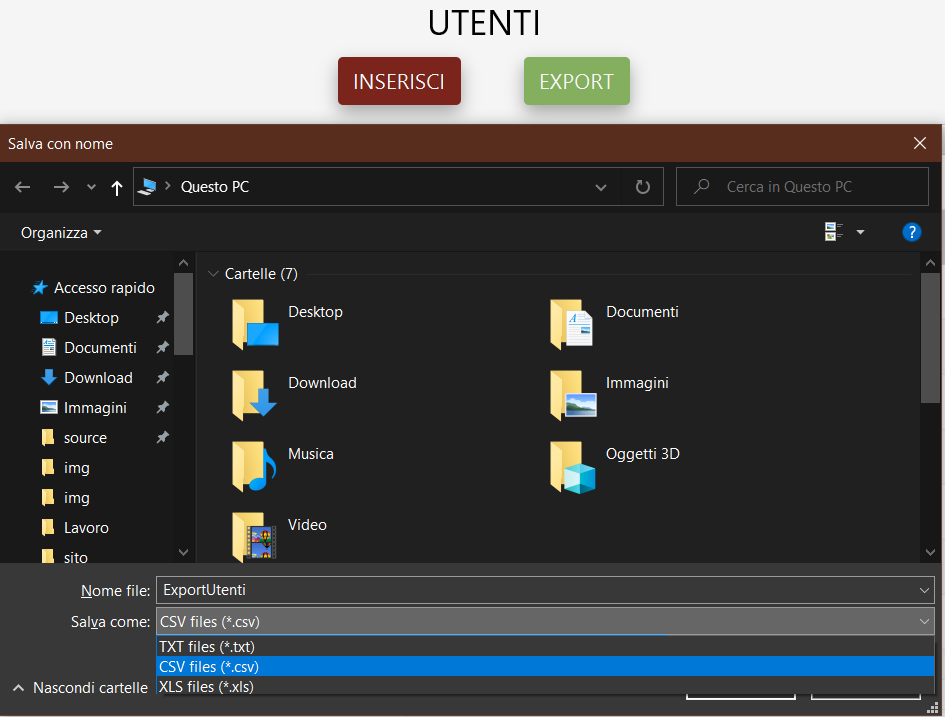 UTENTI
INSERISCI
EXPORT
Salva con nome
Questo PC
Cerca in Questo PC
Organizza
?
Accesso rapido
Desktop
Documenti
Download
Immagini
source
img
img
Lavoro
sito
Cartelle (7)
Desktop
Documenti
Download
Immagini
Musica
Oggetti 3D
Video
Nome file: ExportUtenti
Salva come: CSV files (*.csv)
TXT files (*.txt)
CSV files (*.csv)
XLS files (*.xls)
Nascondi cartelle